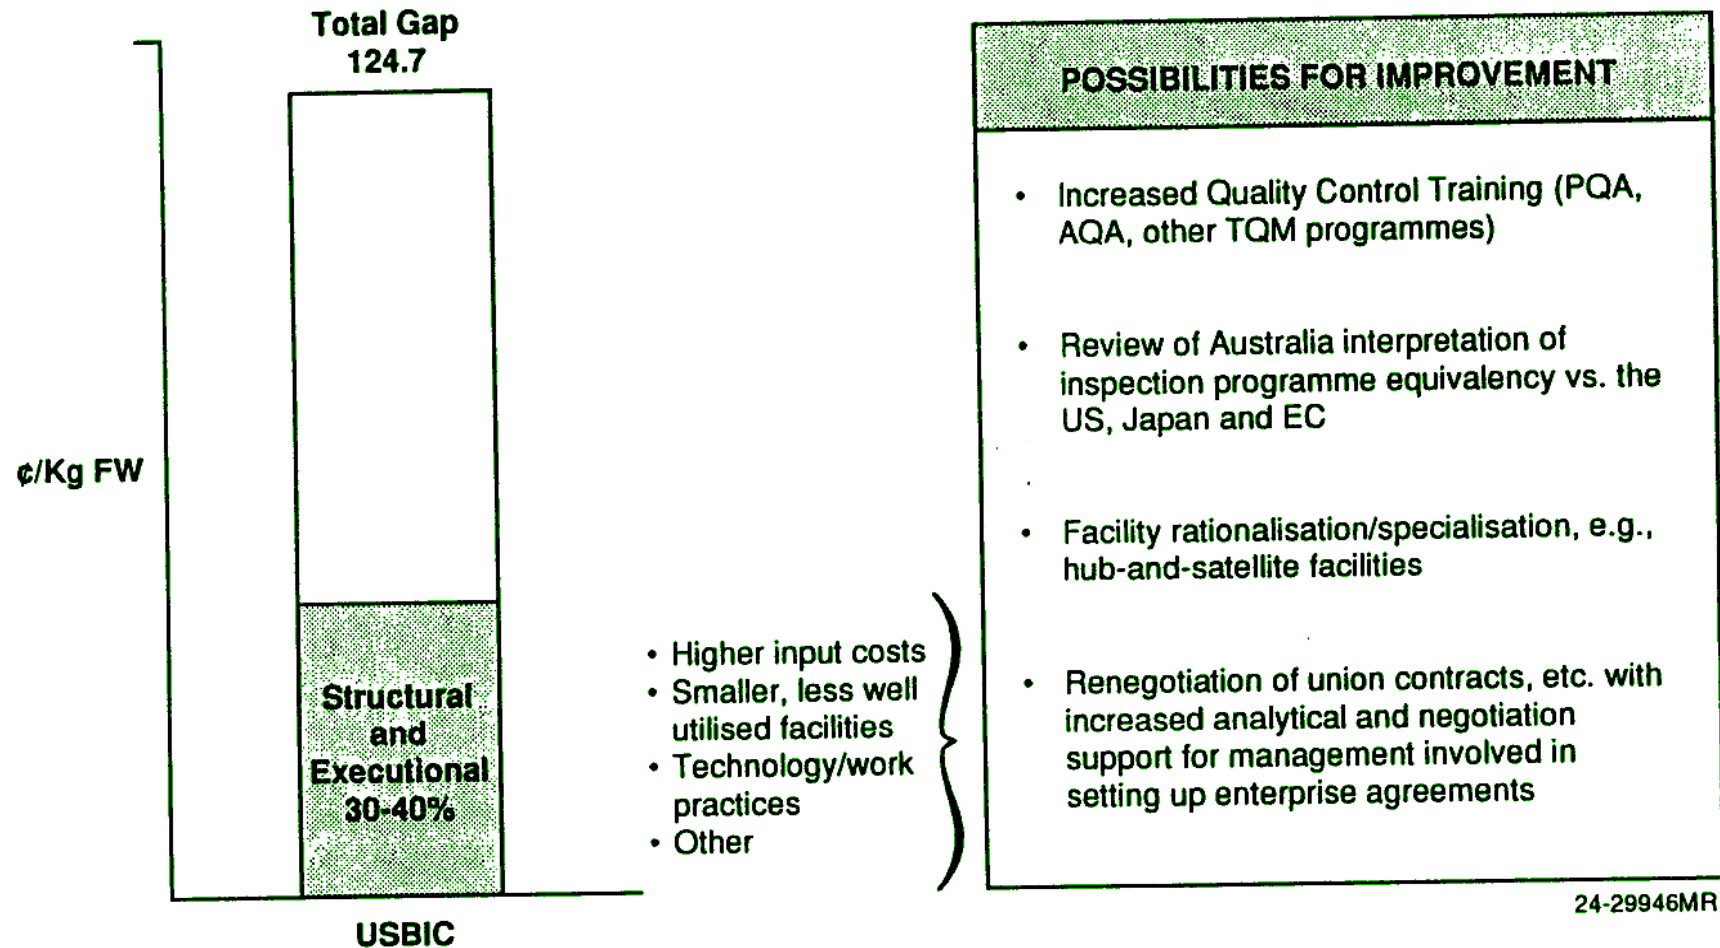 Total Gap
124.7
¢/Kg FW
Structural
and
Executional
30-40%
USBIC
• Higher input costs
• Smaller, less well
utilised facilities
• Technology/work
practices
• Other
POSSIBILITIES FOR IMPROVEMENT
• Increased Quality Control Training (PQA,
AQA, other TQM programmes)
• Review of Australia interpretation of
inspection programme equivalency vs. the
US, Japan and EC
• Facility rationalisation/specialisation, e.g.,
hub-and-satellite facilities
• Renegotiation of union contracts, etc. with
increased analytical and negotiation
support for management involved in
setting up enterprise agreements
24-29946MR